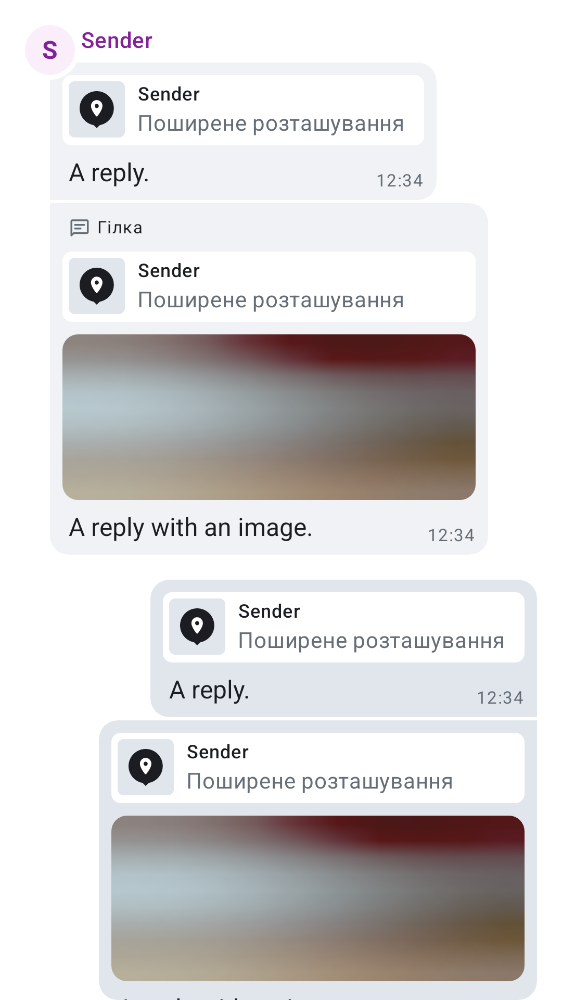 S
Sender
Sender
Поширене розташування
A reply.
12:34
Гілка
Sender
Поширене розташування
A reply with an image.
12:34
Sender
Поширене розташування
A reply.
12:34
Sender
Поширене розташування